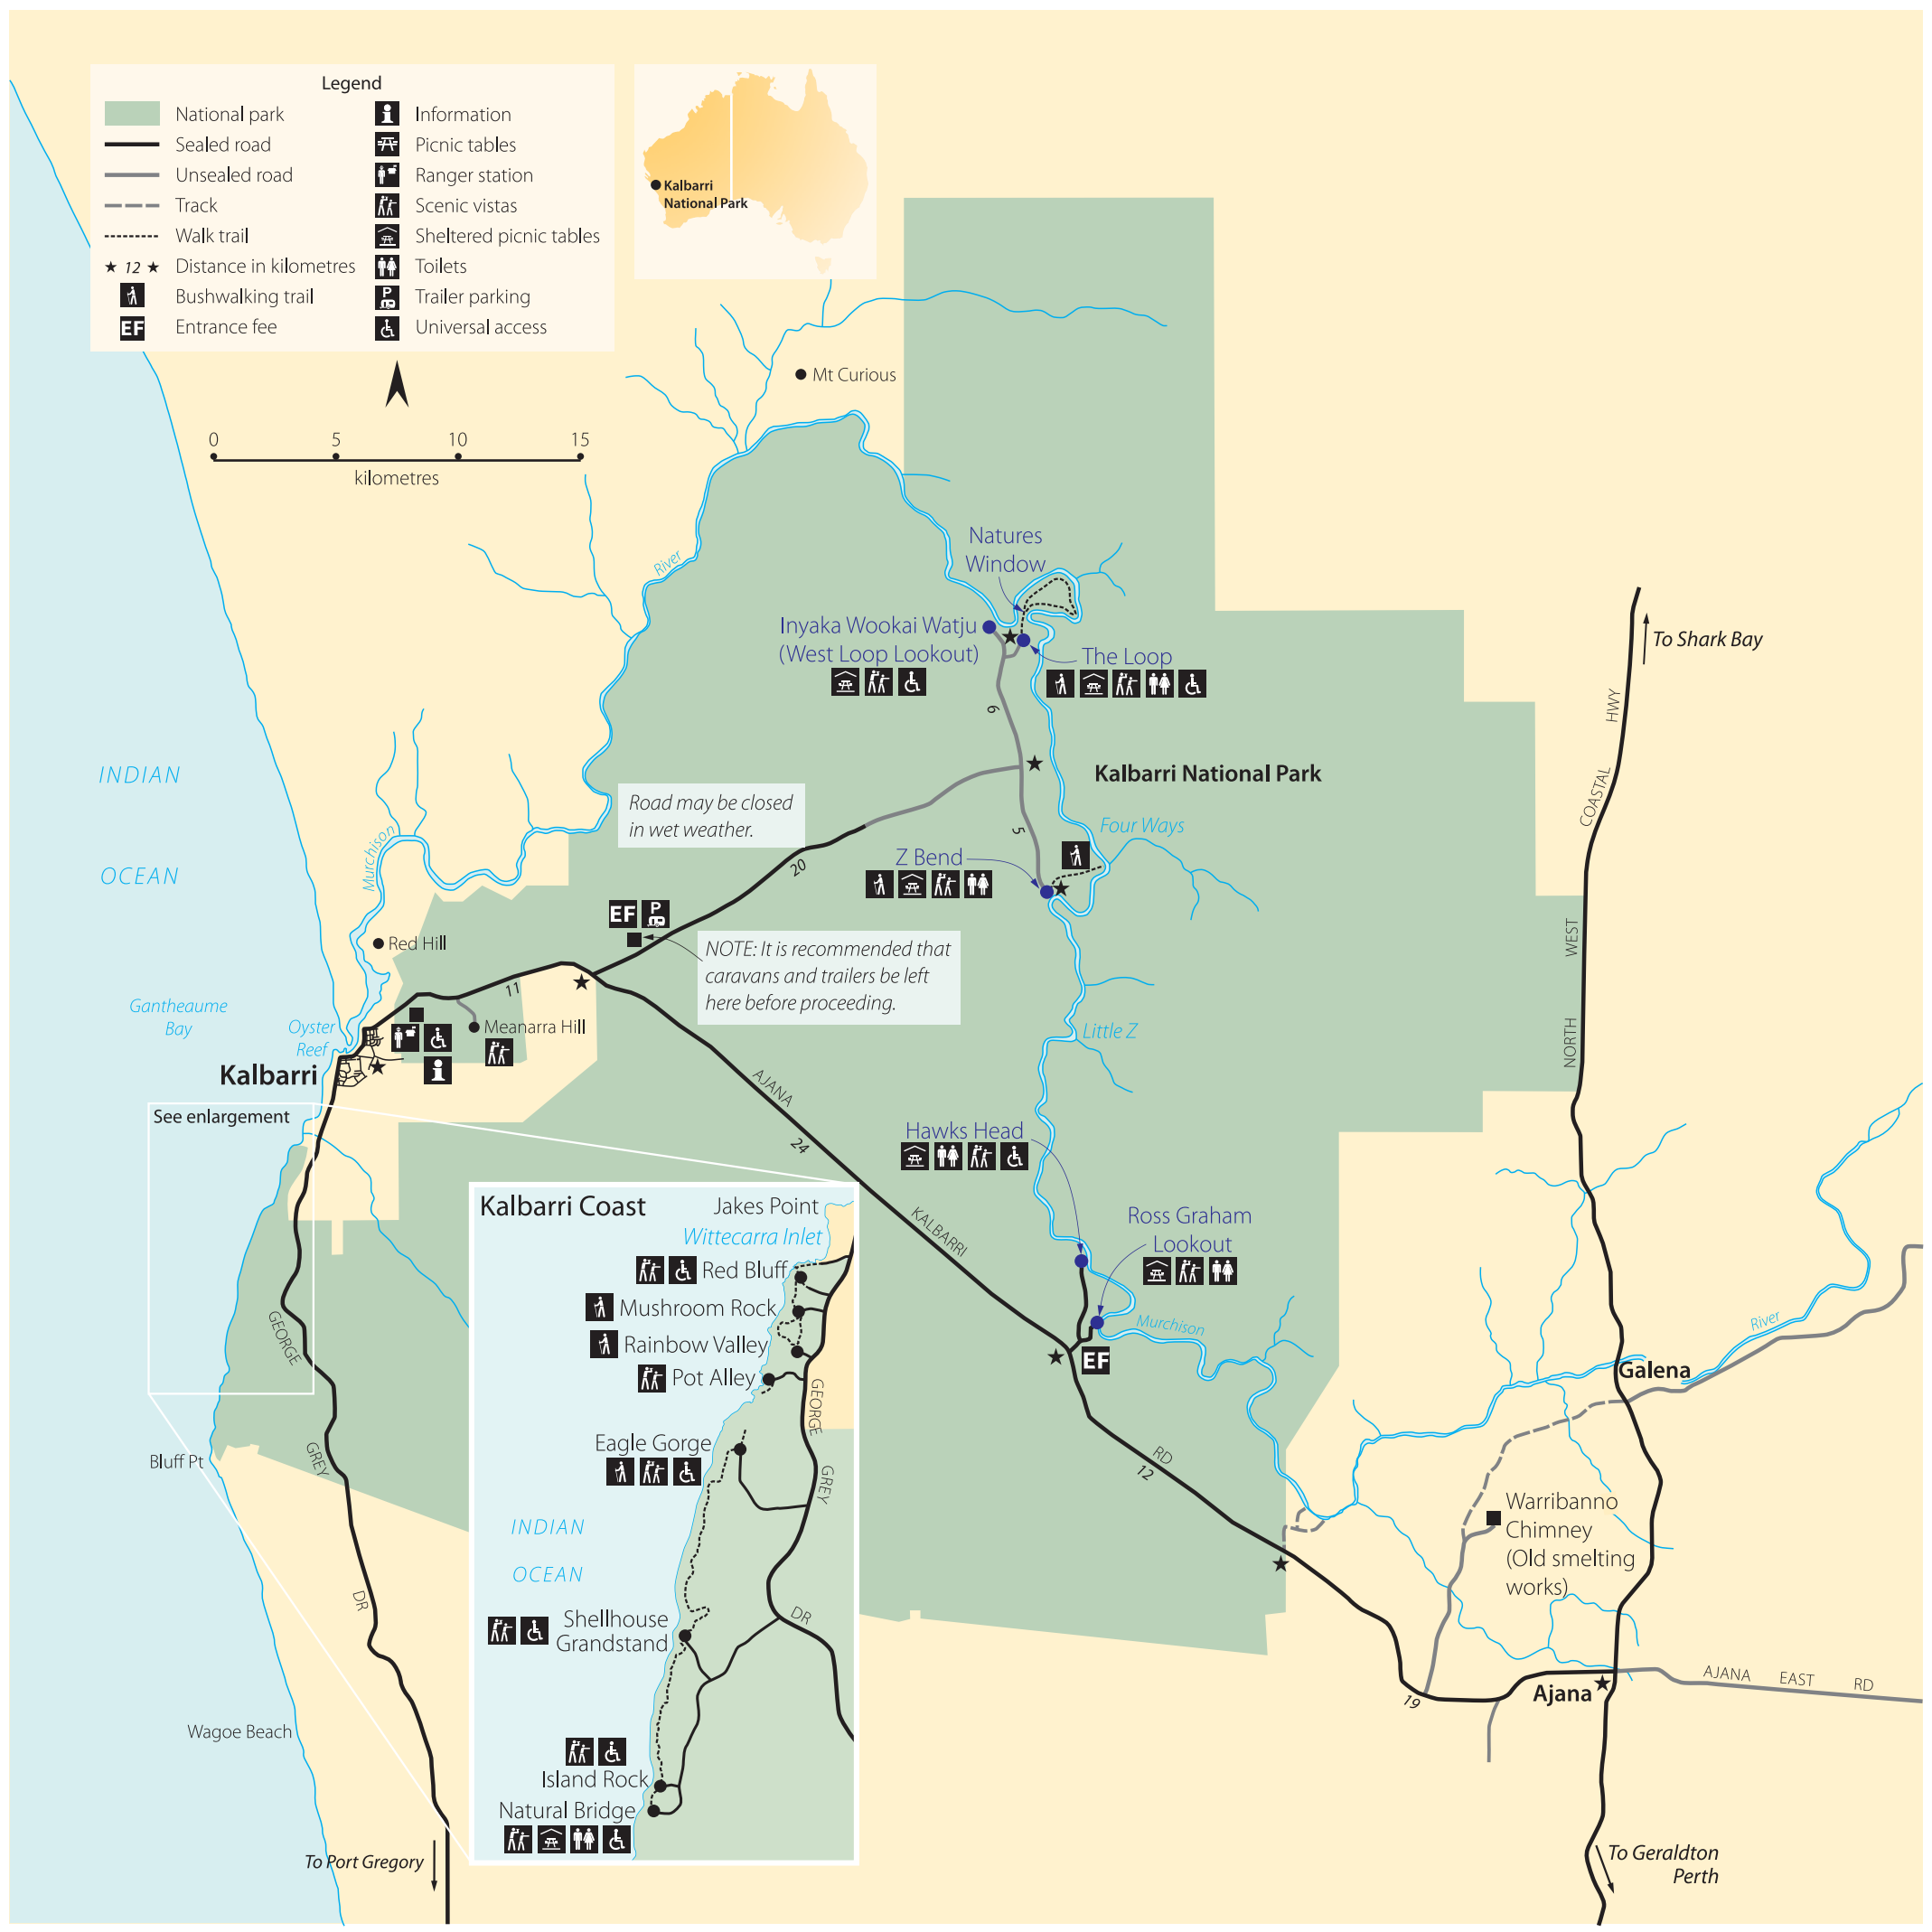 Legend
National park
Sealed road
Unsealed road
Track
Walk trail
★ 12 ★ Distance in kilometres
Bushwalking trail
EF Entrance fee
Information
Picnic tables
Ranger station
Scenic vistas
Sheltered picnic tables
Toilets
P Trailer parking
Universal access
Kalbarri
National Park
0 5 10 15
kilometres
Mt Curious
River
Natures
Window
Inyaka Wookai Watju
(West Loop Lookout)
The Loop
6
To Shark Bay
HWY
COASTAL
WEST
NORTH
INDIAN
OCEAN
Kalbarri National Park
Road may be closed
in wet weather.
5
Four Ways
Murchison
20
Z Bend
EF P
Red Hill
NOTE: It is recommended that
caravans and trailers be left
here before proceeding.
11
Gantheaume
Bay
Oyster
Reef
Meanarra Hill
Little Z
Kalbarri
See enlargement
AJANA
24
Hawks Head
KALBARRI
Ross Graham
Lookout
Murchison
EF
RD
12
GEORGE
GREY
DR
Bluff Pt
Wagoe Beach
To Port Gregory
River
Galena
Warribanno
Chimney
(Old smelting
works)
19
Ajana
AJANA EAST RD
To Geraldton
Perth
Kalbarri Coast
Jakes Point
Wittecarra Inlet
Red Bluff
Mushroom Rock
Rainbow Valley
Pot Alley
GEORGE
Eagle Gorge
GREY
INDIAN
OCEAN
DR
Shellhouse
Grandstand
Island Rock
Natural Bridge